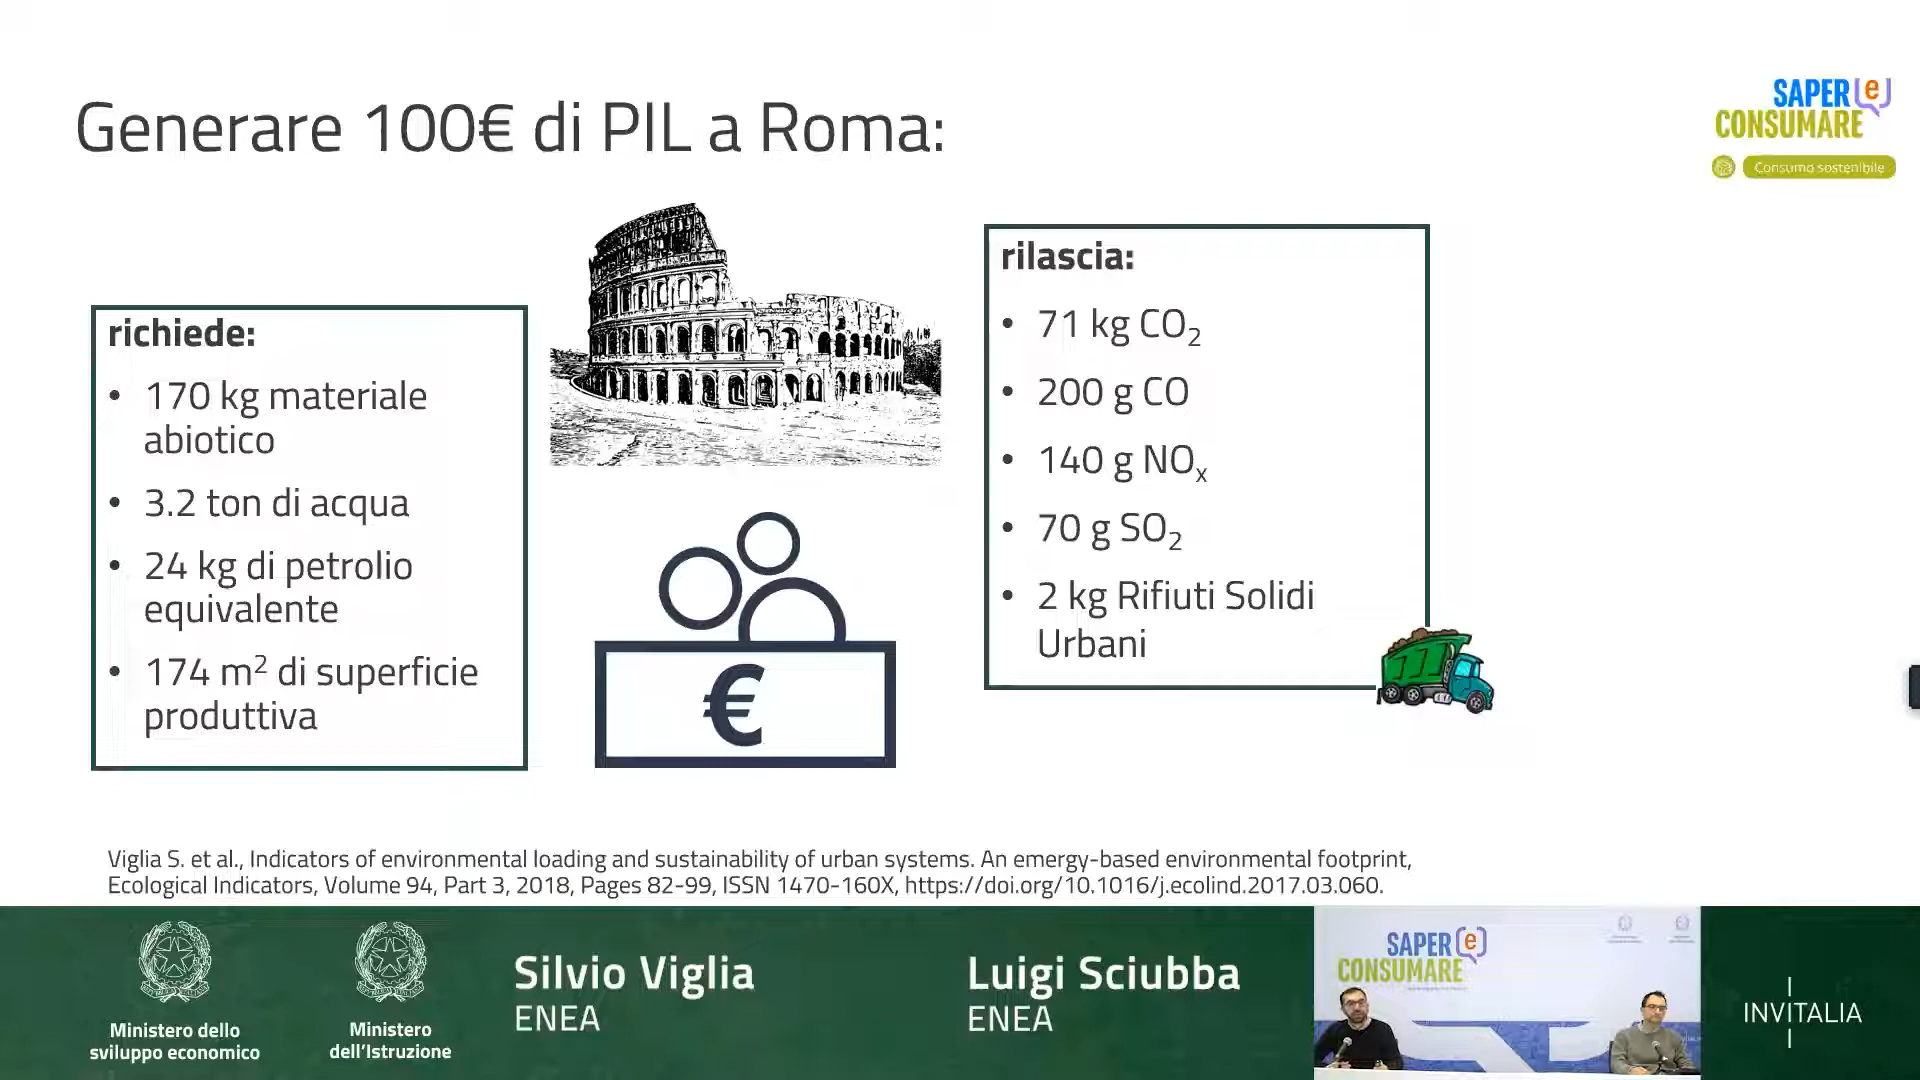 Generare 100€ di PIL a Roma:
SAPER e
CONSUMARE
Consumo sostenibile
richiede:
• 170 kg materiale
abiotico
• 3.2 ton di acqua
• 24 kg di petrolio
equivalente
• 174 m² di superficie
produttiva
€
rilascia:
• 71 kg CO₂
• 200 g CO
• 140 g NOₓ
• 70 g SO₂
• 2 kg Rifiuti Solidi
Urbani
Viglia S. et al., Indicators of environmental loading and sustainability of urban systems. An emergy-based environmental footprint,
Ecological Indicators, Volume 94, Part 3, 2018, Pages 82-99, ISSN 1470-160X, https://doi.org/10.1016/j.ecolind.2017.03.060.
Ministero dello
sviluppo economico
Ministero
dell'Istruzione
Silvio Viglia
ENEA
Luigi Sciubba
ENEA
SAPER e
CONSUMARE
INVITALIA